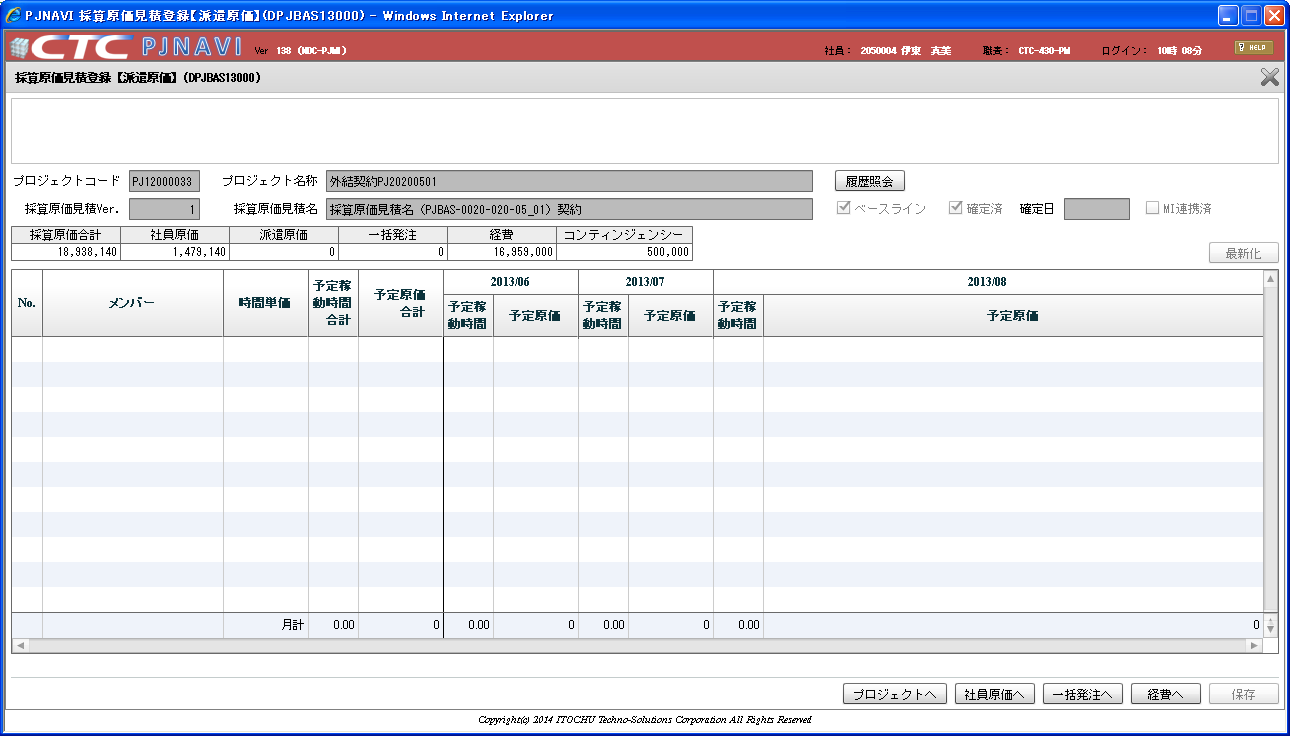 PJNAVI 採算原価見積登録【派遣原価】(DPJBAS13000) - Windows Internet Explorer
CTC PJNAVI Ver 138 (NDC-PJM) 社員: 2050004 伊東 真美 職責: CTC-430-PM ログイン: 10時 08分 ? HELP
採算原価見積登録【派遣原価】(DPJBAS13000)
プロジェクトコード PJ12000033 プロジェクト名称 外結契約PJ20200501 履歴照会
採算原価見積Ver. 1 採算原価見積名 採算原価見積名(PJBAS-0020-020-05_01)契約 ベースライン 確定済 確定日 MI連携済
採算原価合計 社員原価 派遣原価 一括発注 経費 コンティンジェンシー
18,938,140 1,479,140 0 0 16,959,000 500,000
最新化
No. メンバー 時間単価 予定稼動時間合計 予定原価合計 2013/06 2013/07 2013/08
予定稼動時間 予定原価 予定稼動時間 予定原価 予定稼動時間 予定原価
月計 0.00 0 0.00 0 0.00 0 0.00 0
プロジェクトへ 社員原価へ 一括発注へ 経費へ 保存
Copyright(c) 2014 ITOCHU Techno-Solutions Corporation All Rights Reserved